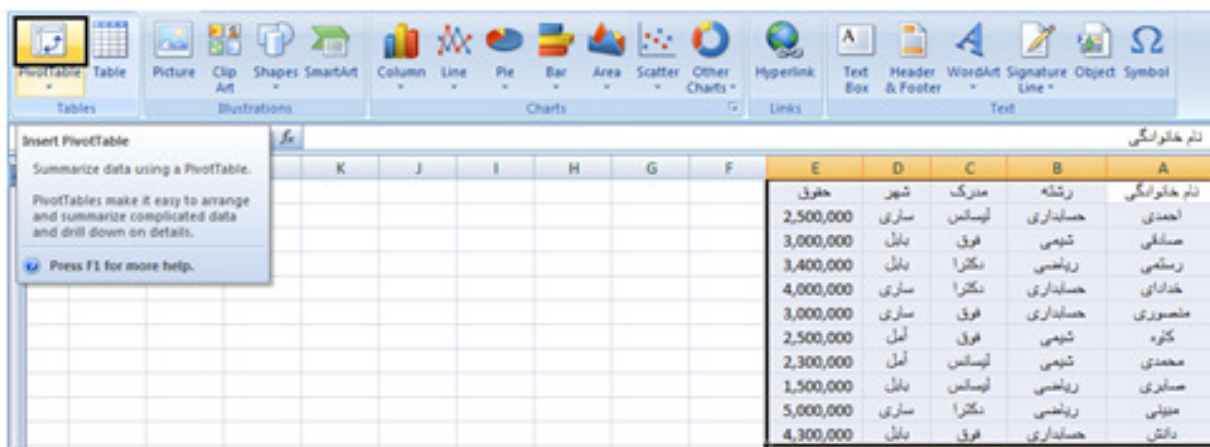 PivotTable Table Picture Clip Art Shapes SmartArt Column Line Pie Bar Area Scatter Other Charts Hyperlink Text Box Header & Footer WordArt Signature Line Object Symbol
Tables Illustrations Charts Links Text
Insert PivotTable
Summarize data using a PivotTable.
PivotTables make it easy to arrange
and summarize complicated data
and drill down on details.
Press F1 for more help.
fx نام خانوادگی
K J I H G F E D C B A
نام خانوادگی رشته مدرک شهر حقوق
احمدی حسابداری لیسانس ساری 2,500,000
صادقی شیمی فوق بابل 3,000,000
رستمی ریاضی دکترا بابل 3,400,000
خدادای حسابداری دکترا ساری 4,000,000
منصوری حسابداری فوق ساری 3,000,000
کاوه شیمی فوق آمل 2,500,000
محمدی شیمی لیسانس آمل 2,300,000
صابری ریاضی لیسانس بابل 1,500,000
مبینی ریاضی دکترا ساری 5,000,000
دانش حسابداری فوق بابل 4,300,000